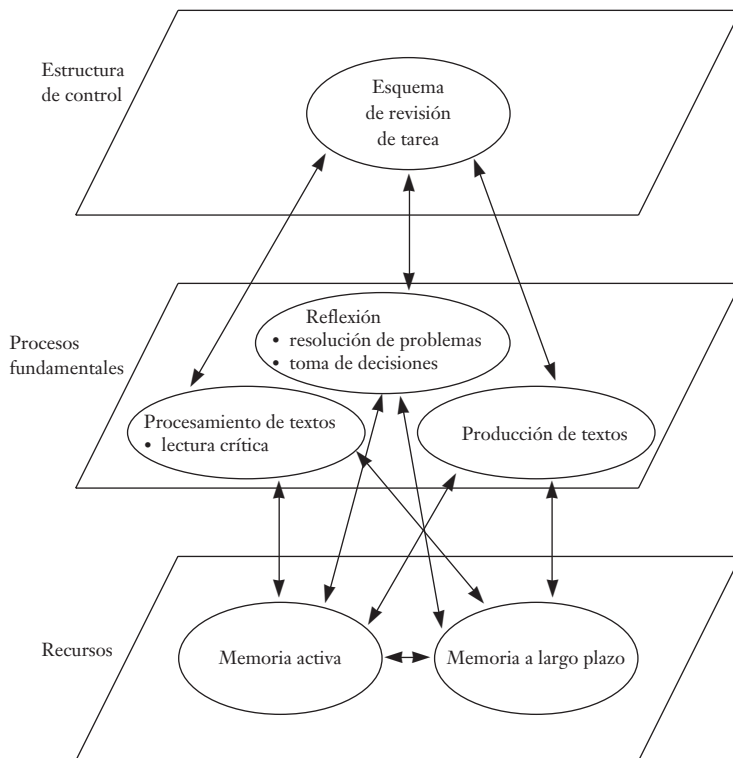 Estructura
de control
Esquema
de revisión
de tarea
Procesos
fundamentales
Reflexión
• resolución de problemas
• toma de decisiones
Procesamiento de textos
• lectura crítica
Producción de textos
Recursos
Memoria activa
Memoria a largo plazo